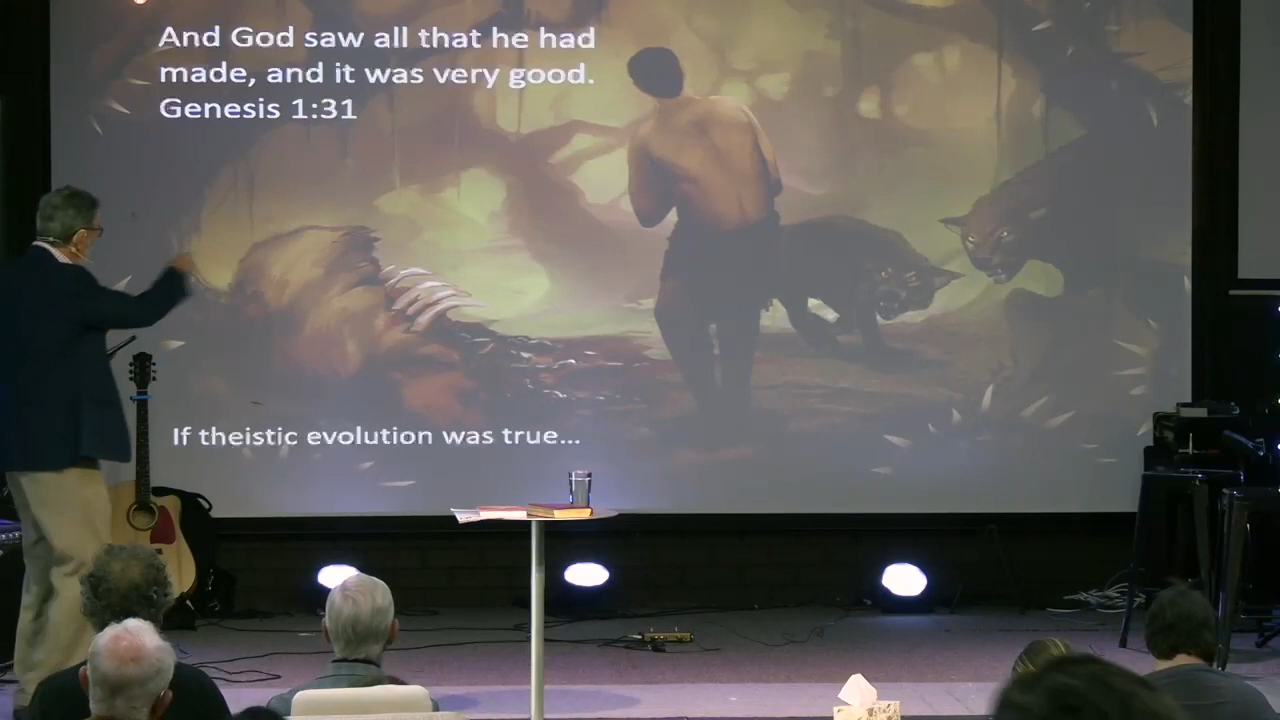 And God saw all that he had
made, and it was very good.
Genesis 1:31
If theistic evolution was true...